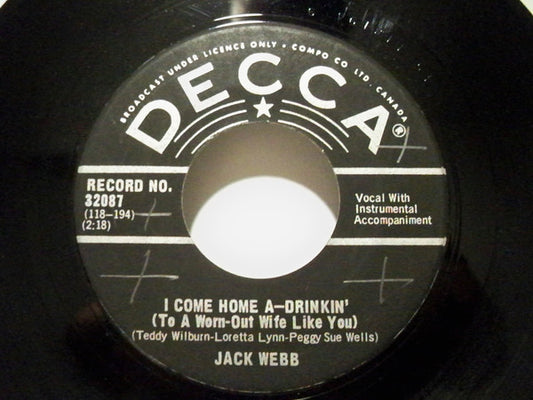 BROADCAST UNDER LICENCE ONLY • COMPO CO LTD. CANADA
DECCA®
RECORD NO.
32087
(118-194)
(2:18)
Vocal With
Instrumental
Accompaniment
I COME HOME A-DRINKIN'
(To A Worn-Out Wife Like You)
(Teddy Wilburn-Loretta Lynn-Peggy Sue Wells)
JACK WEBB